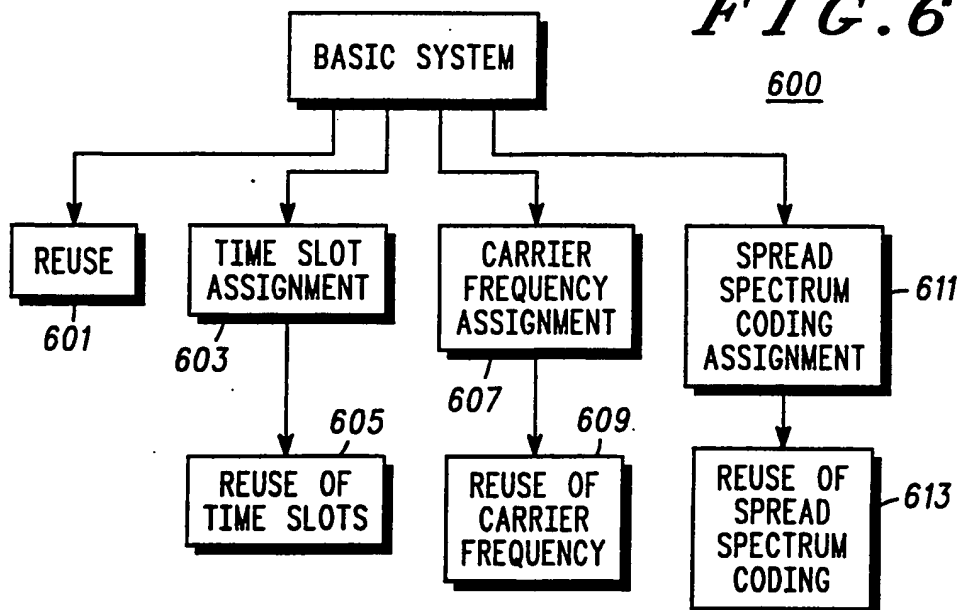 FIG.6
600
BASIC SYSTEM
REUSE
601
TIME SLOT
ASSIGNMENT
603
CARRIER
FREQUENCY
ASSIGNMENT
607
SPREAD
SPECTRUM
CODING
ASSIGNMENT
611
605
REUSE OF
TIME SLOTS
609
REUSE OF
CARRIER
FREQUENCY
REUSE OF
SPREAD
SPECTRUM
CODING
613